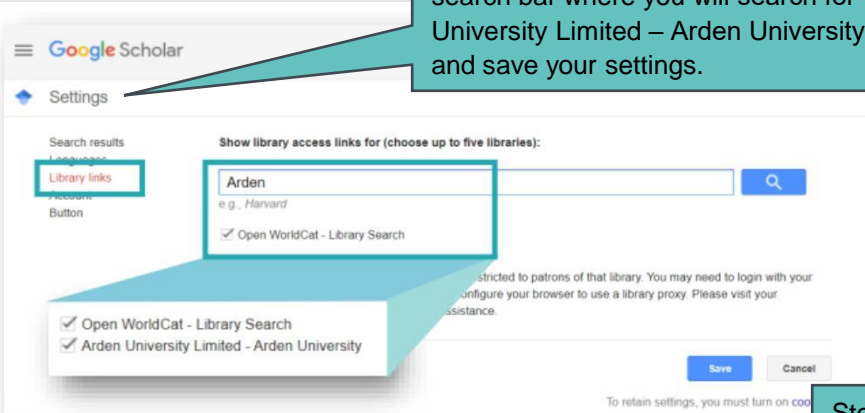 search bar where you will search for
University Limited – Arden University
and save your settings.
Google Scholar
Settings
Search results
Library links
Button
Show library access links for (choose up to five libraries):
Arden
e.g., Harvard
Open WorldCat - Library Search
stricted to patrons of that library. You may need to login with your
onfigure your browser to use a library proxy. Please visit your
ssistance.
Open WorldCat - Library Search
Arden University Limited - Arden University
Save
Cancel
To retain settings, you must turn on